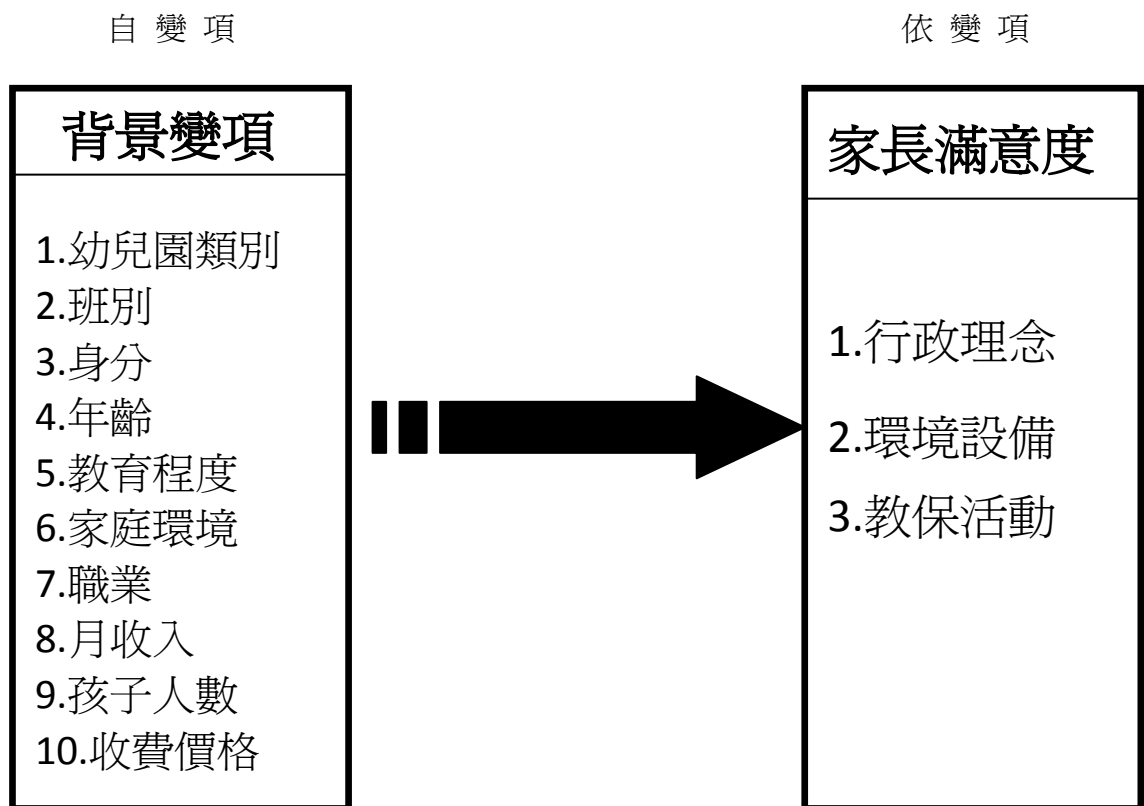 自 變 項
依 變 項
背景變項
1.幼兒園類別
2.班別
3.身分
4.年齡
5.教育程度
6.家庭環境
7.職業
8.月收入
9.孩子人數
10.收費價格
家長滿意度
1.行政理念
2.環境設備
3.教保活動